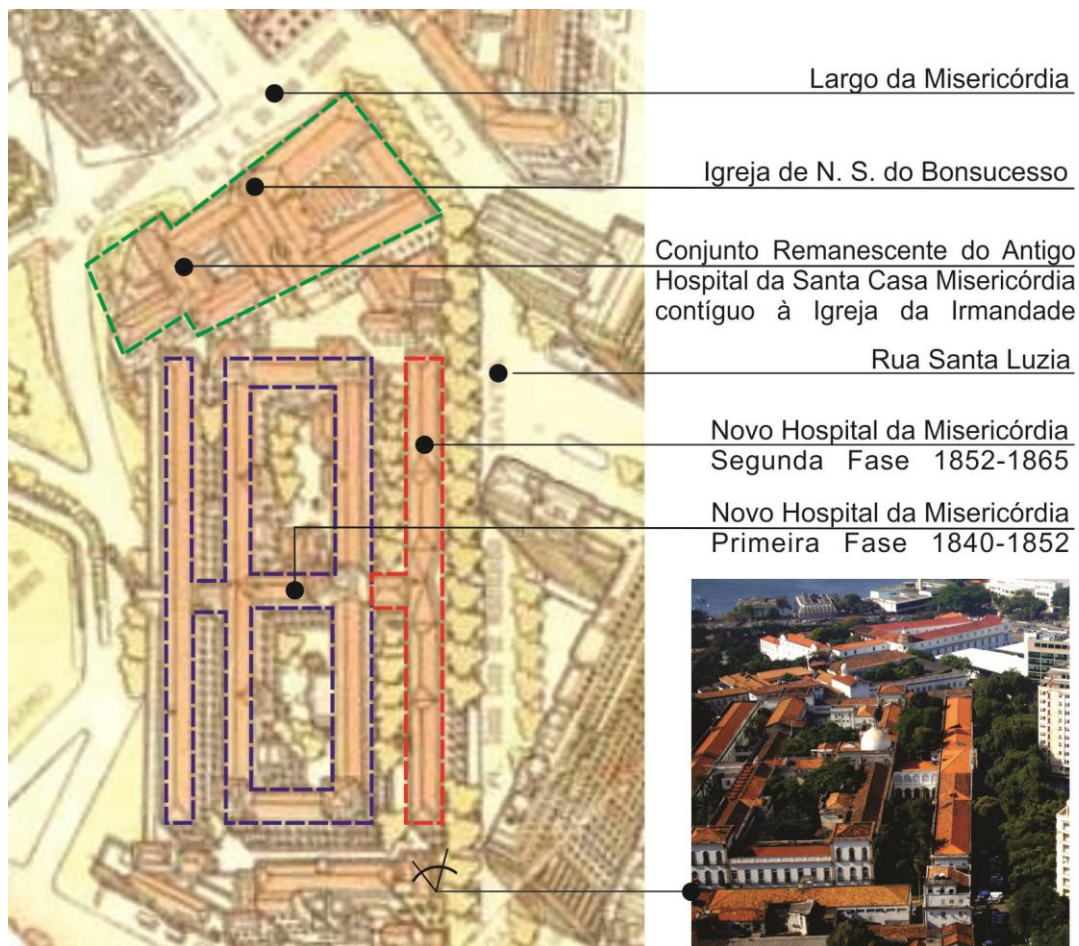 Largo da Misericórdia
Igreja de N. S. do Bonsucesso
Conjunto Remanescente do Antigo
Hospital da Santa Casa Misericórdia
contíguo à Igreja da Irmandade
Rua Santa Luzia
Novo Hospital da Misericórdia
Segunda Fase 1852-1865
Novo Hospital da Misericórdia
Primeira Fase 1840-1852
LUZ